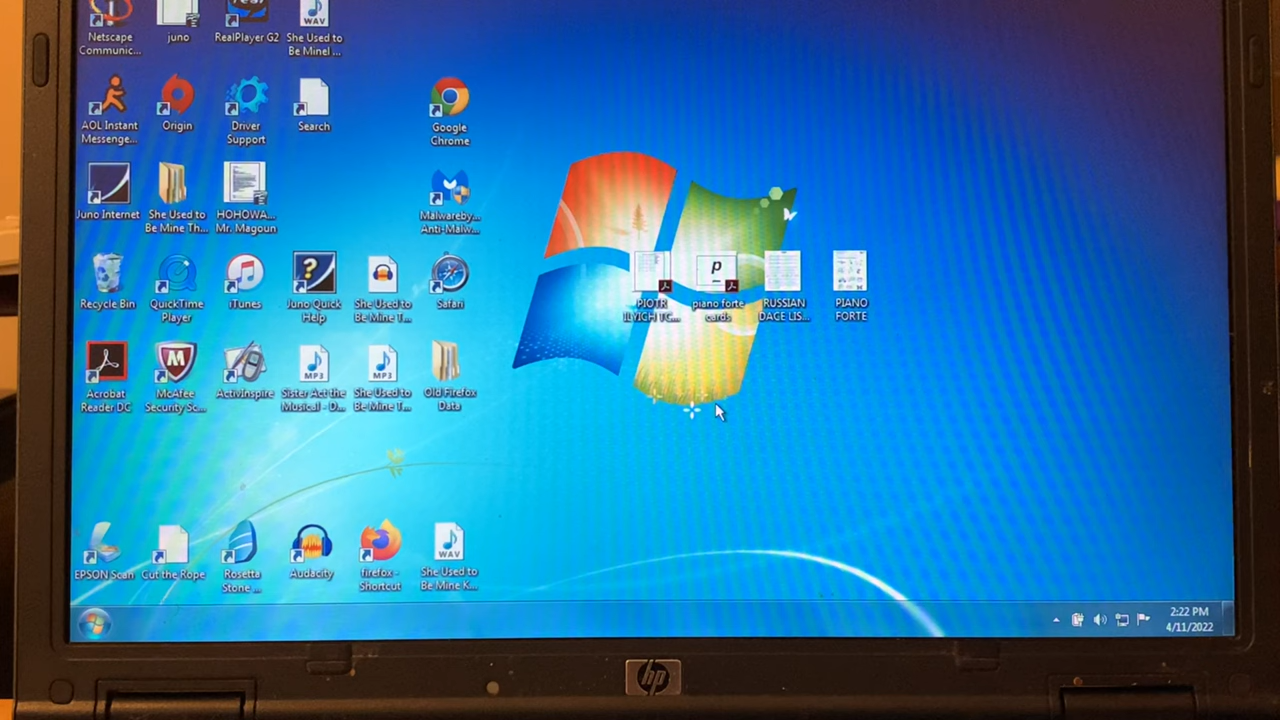 Netscape
Communic...
juno
RealPlayer G2
She Used to
Be Minel ...
WAV
AOL Instant
Messenge...
Origin
Driver
Support
Search
Google
Chrome
Juno Internet
She Used to
Be Mine Th...
HOHOWA...
Mr. Magoun
Malwareby...
Anti-Malw...
Recycle Bin
QuickTime
Player
iTunes
?
Juno Quick
Help
She Used to
Be Mine T...
Safari
PIOTR
ILYICH TC...
p
piano forte
cards
RUSSIAN
DAGE LIS...
PIANO
FORTE
Acrobat
Reader DC
M
McAfee
Security Sc...
ActivInspire
MP3
Sister Act the
Musical - D...
MP3
She Used to
Be Mine T...
Old Firefox
Data
EPSON Scan
Cut the Rope
Rosetta
Stone ...
Audacity
firefox -
Shortcut
WAV
She Used to
Be Mine K...
2:22 PM
4/11/2022
hp